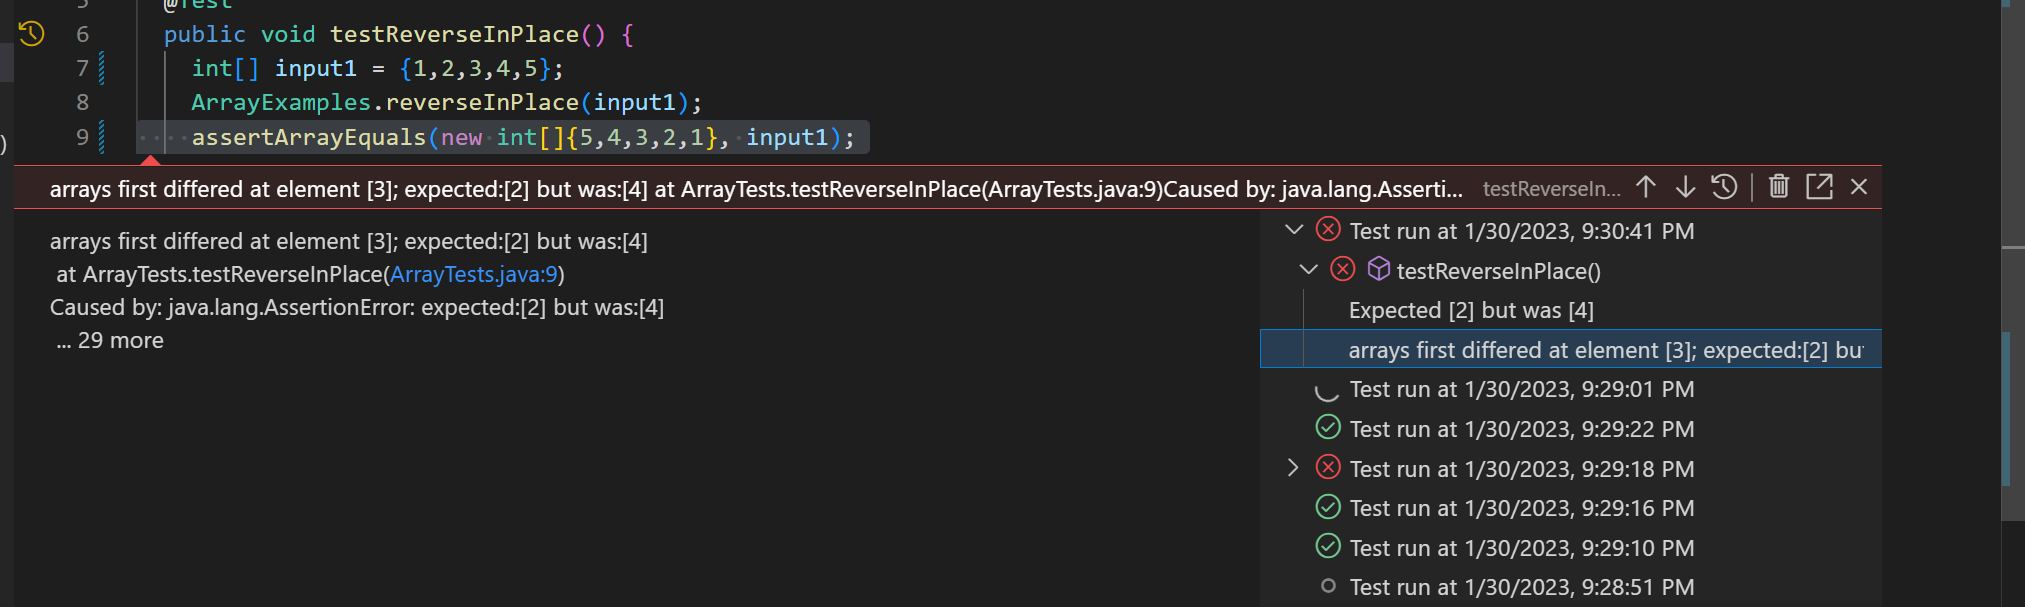 5 @Test
6 public void testReverseInPlace() {
7 int[] input1 = {1,2,3,4,5};
8 ArrayExamples.reverseInPlace(input1);
9 assertArrayEquals(new int[]{5,4,3,2,1}, input1);
)
arrays first differed at element [3]; expected:[2] but was:[4] at ArrayTests.testReverseInPlace(ArrayTests.java:9)Caused by: java.lang.Asserti... testReverseIn...
arrays first differed at element [3]; expected:[2] but was:[4]
at ArrayTests.testReverseInPlace(ArrayTests.java:9)
Caused by: java.lang.AssertionError: expected:[2] but was:[4]
... 29 more
Test run at 1/30/2023, 9:30:41 PM
testReverseInPlace()
Expected [2] but was [4]
arrays first differed at element [3]; expected:[2] bu
Test run at 1/30/2023, 9:29:01 PM
Test run at 1/30/2023, 9:29:22 PM
Test run at 1/30/2023, 9:29:18 PM
Test run at 1/30/2023, 9:29:16 PM
Test run at 1/30/2023, 9:29:10 PM
Test run at 1/30/2023, 9:28:51 PM